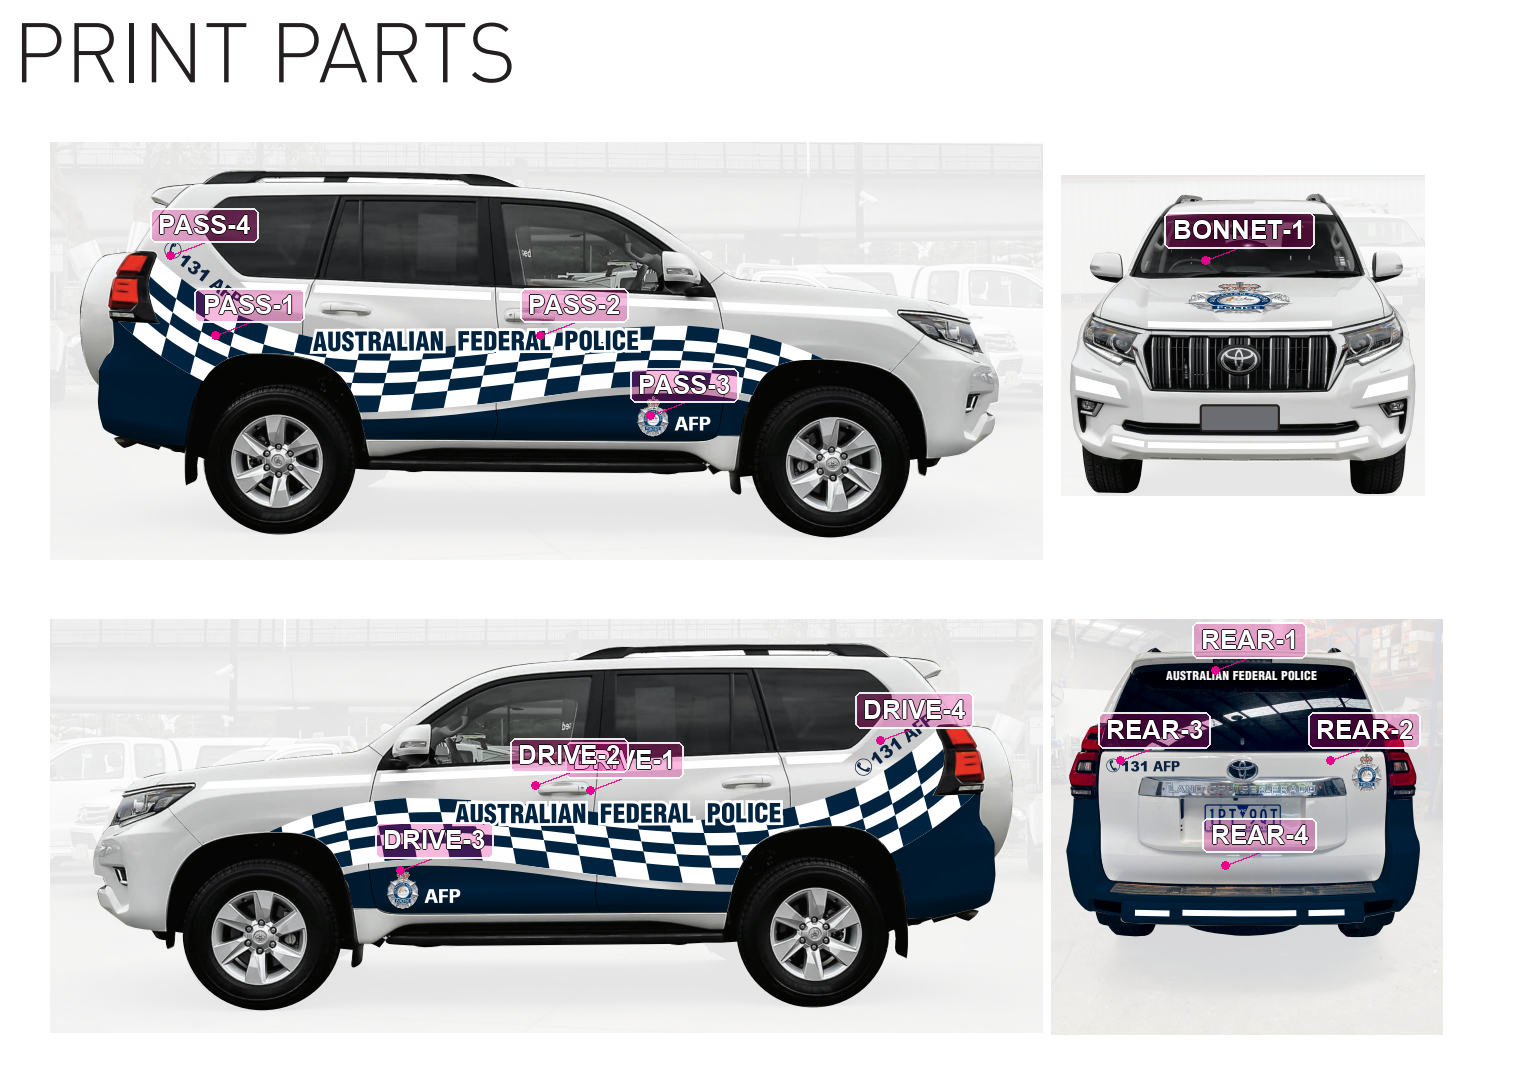 PRINT PARTS
PASS-4
131
PASS-1
PASS-2
AUSTRALIAN FEDERAL POLICE
PASS-3
AFP
BONNET-1
POLICE
DRIVE-4
131 AFP
DRIVE-2
DRIVE-1
AUSTRALIAN FEDERAL POLICE
DRIVE-3
AFP
REAR-1
AUSTRALIAN FEDERAL POLICE
REAR-3
REAR-2
131 AFP
REAR-4